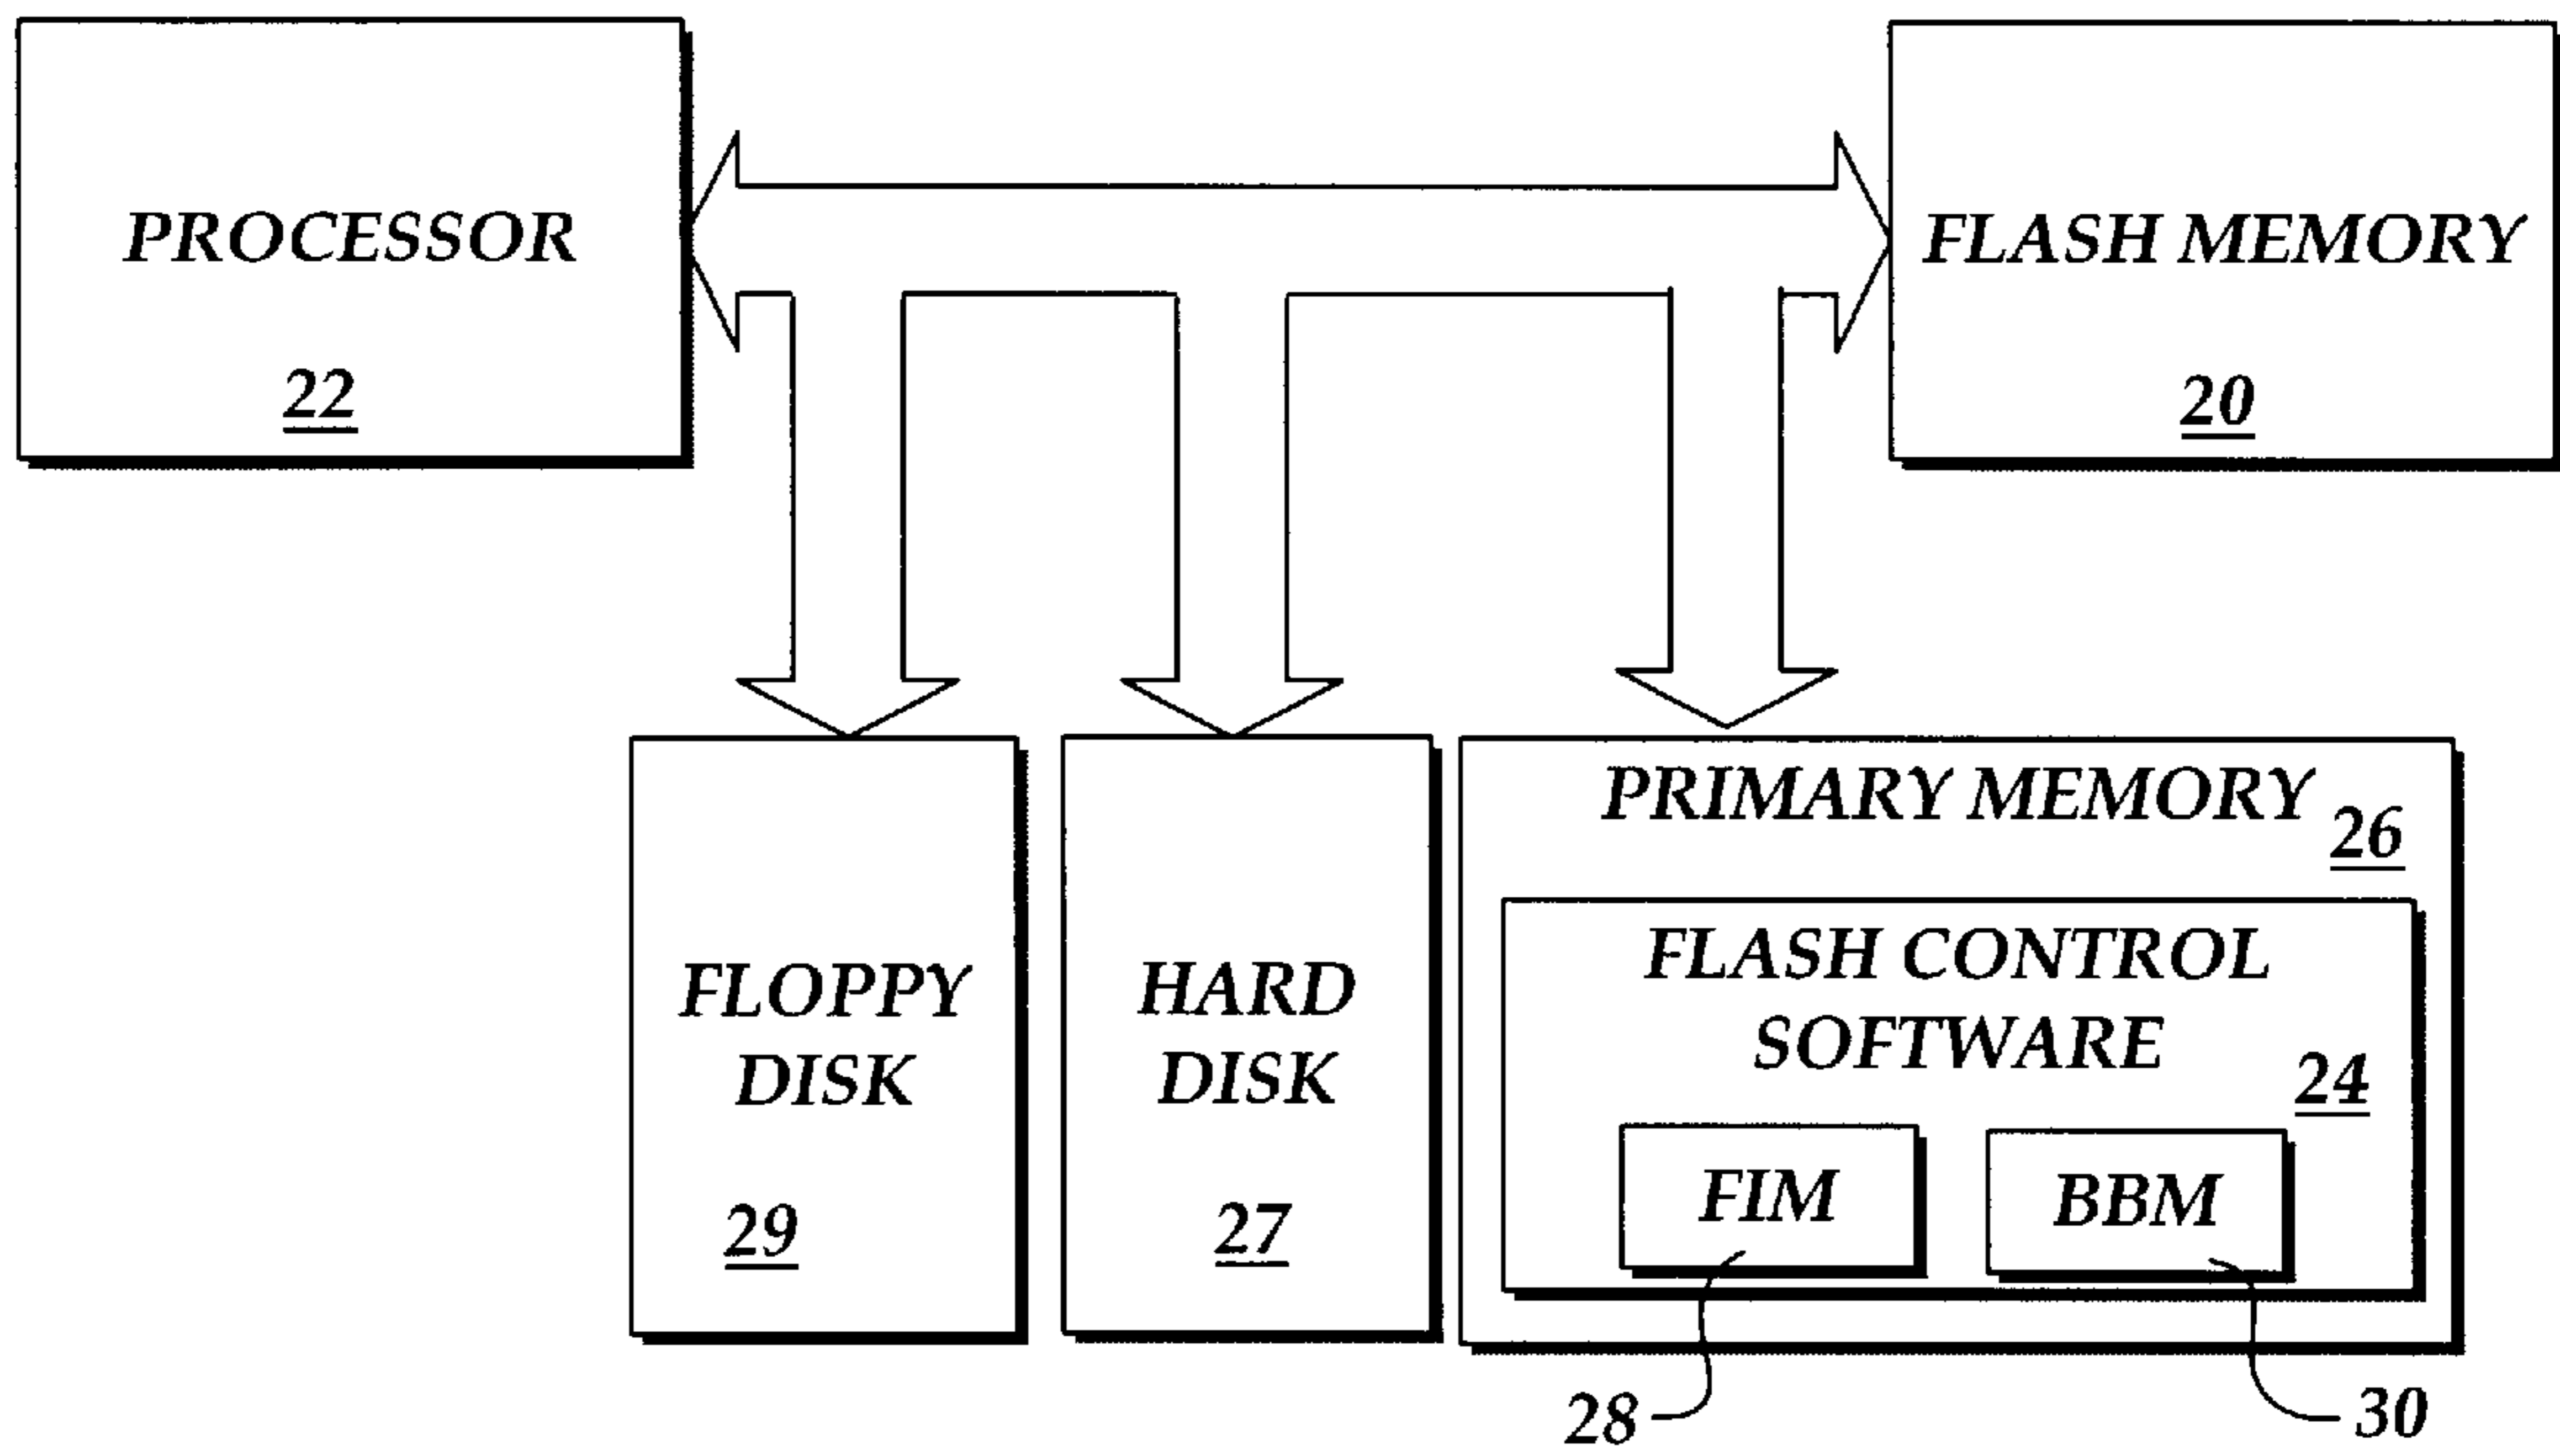 PROCESSOR
22
FLASH MEMORY
20
FLOPPY
DISK
29
HARD
DISK
27
PRIMARY MEMORY
26
FLASH CONTROL
SOFTWARE
24
FIM
BBM
28
30